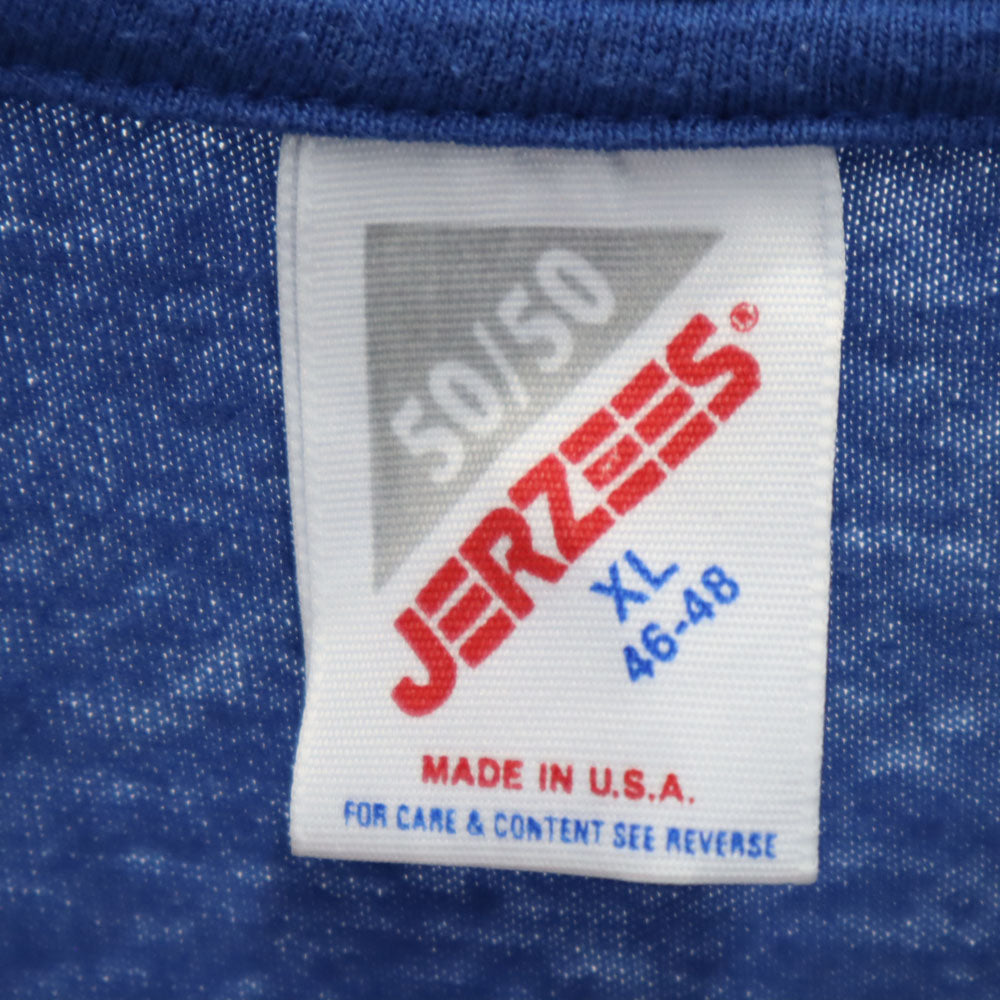 50/50
JERZEES®
XL
46-48
MADE IN U.S.A.
FOR CARE & CONTENT SEE REVERSE